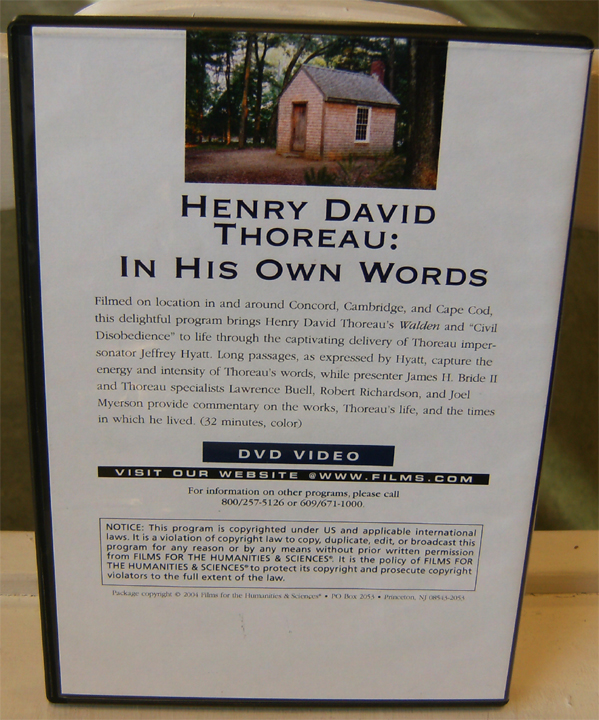 HENRY DAVID
THOREAU:
IN HIS OWN WORDS
Filmed on location in and around Concord, Cambridge, and Cape Cod,
this delightful program brings Henry David Thoreau's Walden and "Civil
Disobedience" to life through the captivating delivery of Thoreau imper-
sonator Jeffrey Hyatt. Long passages, as expressed by Hyatt, capture the
energy and intensity of Thoreau's words, while presenter James H. Bride II
and Thoreau specialists Lawrence Buell, Robert Richardson, and Joel
Myerson provide commentary on the works, Thoreau's life, and the times
in which he lived. (32 minutes, color)
DVD VIDEO
VISIT OUR WEBSITE @WWW.FILMS.COM
For information on other programs, please call
800/257-5126 or 609/671-1000.
NOTICE: This program is copyrighted under US and applicable international
laws. It is a violation of copyright law to copy, duplicate, edit, or broadcast this
program for any reason or by any means without prior written permission
from FILMS FOR THE HUMANITIES & SCIENCES®. It is the policy of FILMS FOR
THE HUMANITIES & SCIENCES® to protect its copyright and prosecute copyright
violators to the full extent of the law.
Package copyright © 2004 Films for the Humanities & Sciences® • PO Box 2053 • Princeton, NJ 08543-2053